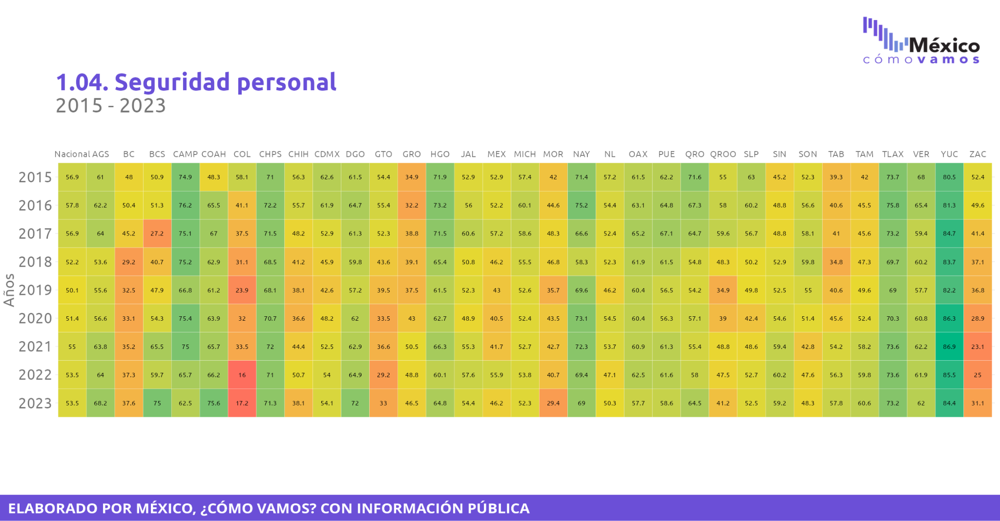 México
cómo vamos
1.04. Seguridad personal
2015 - 2023
Nacional AGS BC BCS CAMP COAH COL CHPS CHIH CDMX DGO GTO GRO HGO JAL MEX MICH MOR NAY NL OAX PUE QRO QROO SLP SIN SON TAB TAM TLAX VER YUC ZAC
2015 56.9 61 48 50.9 74.9 48.3 58.1 71 56.3 62.6 61.5 54.4 34.9 71.9 52.9 52.9 57.4 42 71.4 57.2 61.5 62.2 71.6 55 63 45.2 52.3 39.3 42 73.7 68 80.5 52.4
2016 57.8 62.2 50.4 51.3 76.2 65.5 41.1 72.2 55.7 61.9 64.7 55.4 32.2 73.2 56 52.2 60.1 44.6 75.2 54.4 63.1 64.8 67.3 58 60.2 48.8 56.6 40.6 45.5 75.8 65.4 81.3 49.6
2017 56.9 64 45.2 27.2 75.1 67 37.5 71.5 48.2 52.9 61.3 52.3 38.8 71.5 60.6 57.2 58.6 48.3 66.6 52.4 65.2 67.1 64.7 59.6 56.7 48.8 58.1 41 45.6 73.2 59.4 84.7 41.4
2018 52.2 53.6 29.2 40.7 75.2 62.9 31.1 68.5 41.2 45.9 59.8 43.6 39.1 65.4 50.8 46.2 55.5 46.8 58.3 52.3 61.9 61.5 54.8 48.3 50.2 52.9 59.8 34.8 47.3 69.7 60.2 83.7 37.1
2019 50.1 55.6 32.5 47.9 66.8 61.2 23.9 68.1 38.1 42.6 57.2 39.5 37.5 61.5 52.3 43 52.6 35.7 69.6 46.2 60.4 56.5 54.2 34.9 49.8 52.5 55 40.6 49.6 69 57.7 82.2 36.8
2020 51.4 56.6 33.1 54.3 75.4 63.9 32 70.7 36.6 48.2 62 33.5 43 62.7 48.9 40.5 52.4 43.5 73.1 54.5 60.4 56.3 57.1 39 42.4 54.6 51.4 45.6 52.4 70.3 60.8 86.3 28.9
2021 55 63.8 35.2 65.5 75 65.7 33.5 72 44.4 52.5 62.9 36.6 50.5 66.3 55.3 41.7 52.7 42.7 72.3 53.7 60.9 61.3 55.4 48.8 48.6 59.4 42.8 54.2 58.2 73.6 62.2 86.9 23.1
2022 53.5 64 37.3 59.7 65.7 66.2 16 71 50.7 54 64.9 29.2 48.8 60.1 57.6 55.9 53.8 40.7 69.4 47.1 62.5 61.6 58 47.5 52.7 60.2 47.6 56.3 59.8 73.6 61.9 85.5 25
2023 53.5 68.2 37.6 75 62.5 75.6 17.2 71.3 38.1 54.1 72 33 46.5 64.8 54.4 46.2 52.3 29.4 69 50.3 57.7 58.6 64.5 41.2 52.5 59.2 48.3 57.8 60.6 73.2 62 84.4 31.1
Años
ELABORADO POR MÉXICO, ¿CÓMO VAMOS? CON INFORMACIÓN PÚBLICA